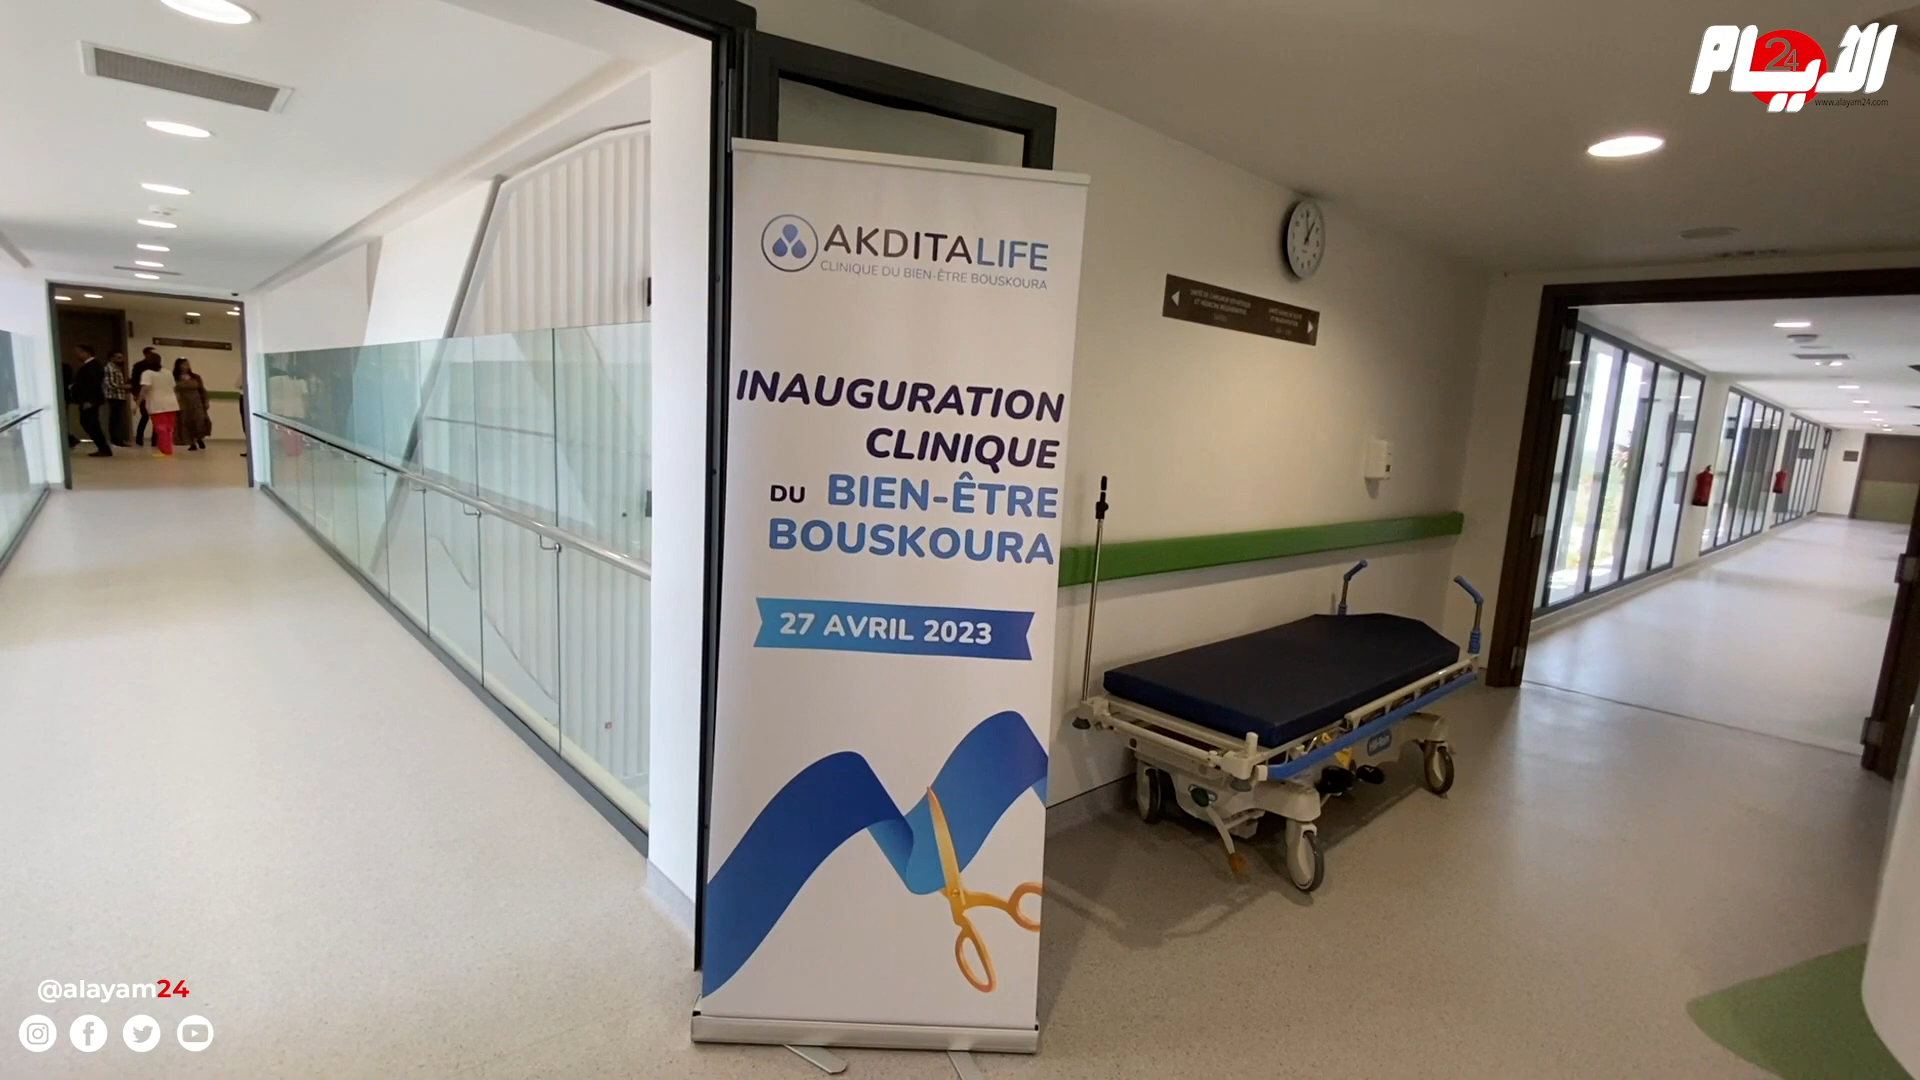 الأيام 24
www.alayam24.com
AKDITALIFE
CLINIQUE DU BIEN-ÊTRE BOUSKOURA
INAUGURATION
CLINIQUE
DU BIEN-ÊTRE
BOUSKOURA
27 AVRIL 2023
@alayam24